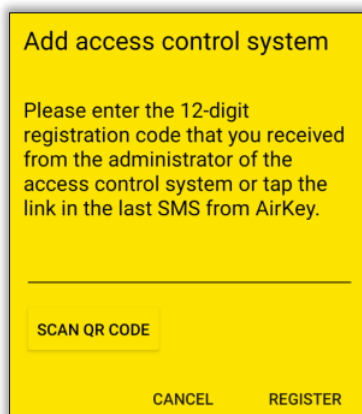 Add access control system
Please enter the 12-digit
registration code that you received
from the administrator of the
access control system or tap the
link in the last SMS from AirKey.
SCAN QR CODE
CANCEL REGISTER